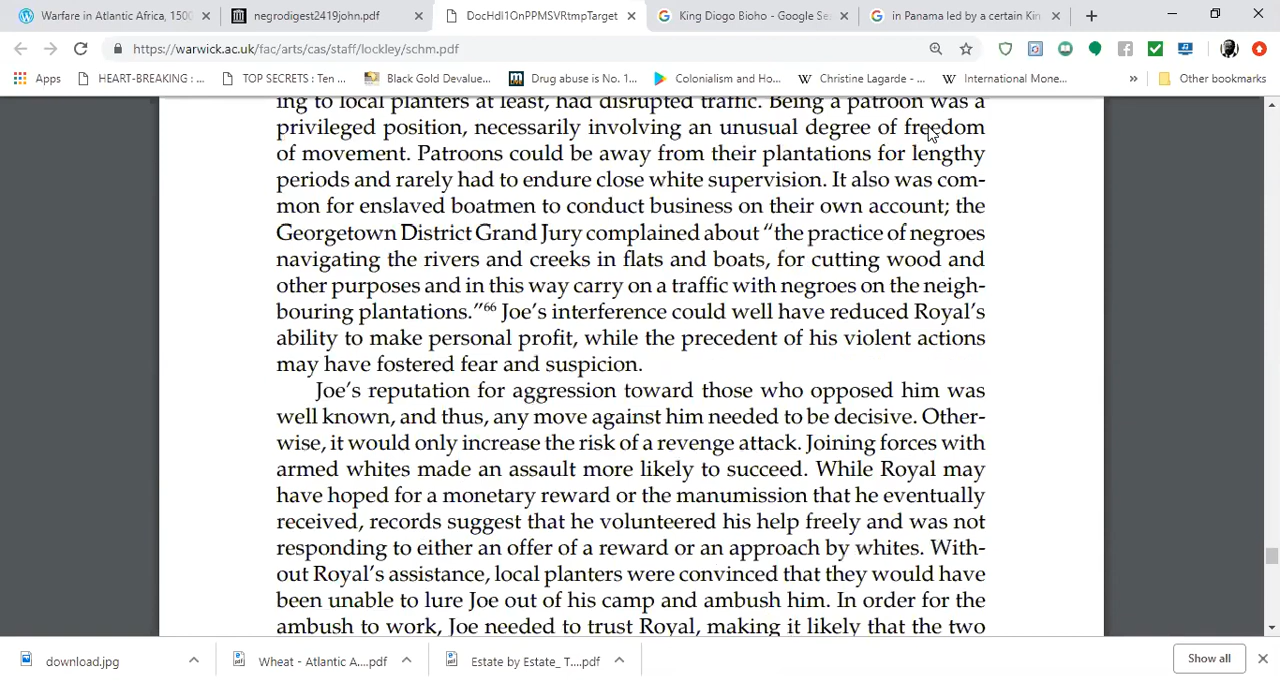 Warfare in Atlantic Africa, 1500
negrodigest2419john.pdf
DocHdl1OnPPMSVRtmpTarget
King Diogo Bioho - Google Se
in Panama led by a certain Kin
https://warwick.ac.uk/fac/arts/cas/staff/lockley/schm.pdf
Apps
HEART-BREAKING : ...
TOP SECRETS : Ten ...
Black Gold Devalue...
Drug abuse is No. 1...
Colonialism and Ho...
Christine Lagarde - ...
International Mone...
»
Other bookmarks
ing to local planters at least, had disrupted traffic. Being a patroon was a
privileged position, necessarily involving an unusual degree of freedom
of movement. Patroons could be away from their plantations for lengthy
periods and rarely had to endure close white supervision. It also was com-
mon for enslaved boatmen to conduct business on their own account; the
Georgetown District Grand Jury complained about “the practice of negroes
navigating the rivers and creeks in flats and boats, for cutting wood and
other purposes and in this way carry on a traffic with negroes on the neigh-
bouring plantations.”66 Joe’s interference could well have reduced Royal’s
ability to make personal profit, while the precedent of his violent actions
may have fostered fear and suspicion.
Joe’s reputation for aggression toward those who opposed him was
well known, and thus, any move against him needed to be decisive. Other-
wise, it would only increase the risk of a revenge attack. Joining forces with
armed whites made an assault more likely to succeed. While Royal may
have hoped for a monetary reward or the manumission that he eventually
received, records suggest that he volunteered his help freely and was not
responding to either an offer of a reward or an approach by whites. With-
out Royal’s assistance, local planters were convinced that they would have
been unable to lure Joe out of his camp and ambush him. In order for the
ambush to work, Joe needed to trust Royal, making it likely that the two
download.jpg
Wheat - Atlantic A....pdf
Estate by Estate_ T....pdf
Show all